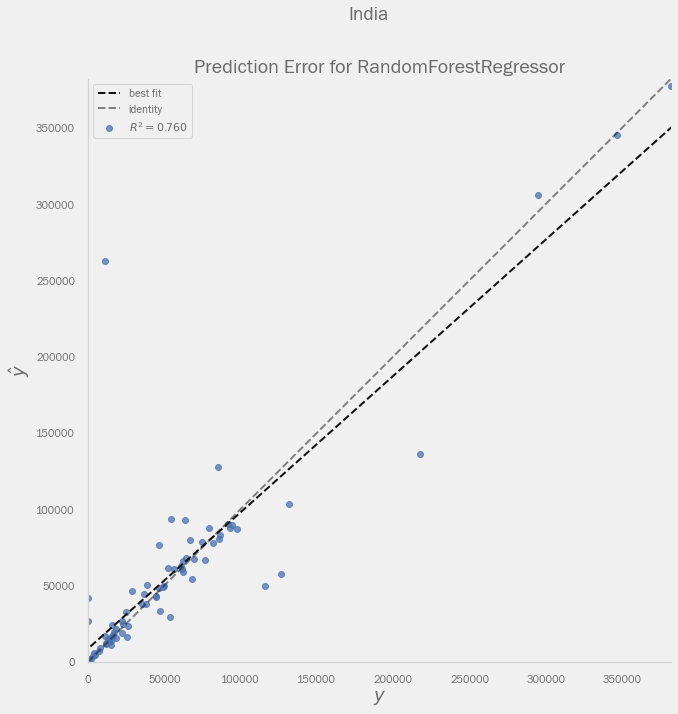 India
Prediction Error for RandomForestRegressor
best fit
identity
R² = 0.760
350000
300000
250000
200000
150000
100000
50000
0
ŷ
0 50000 100000 150000 200000 250000 300000 350000
y